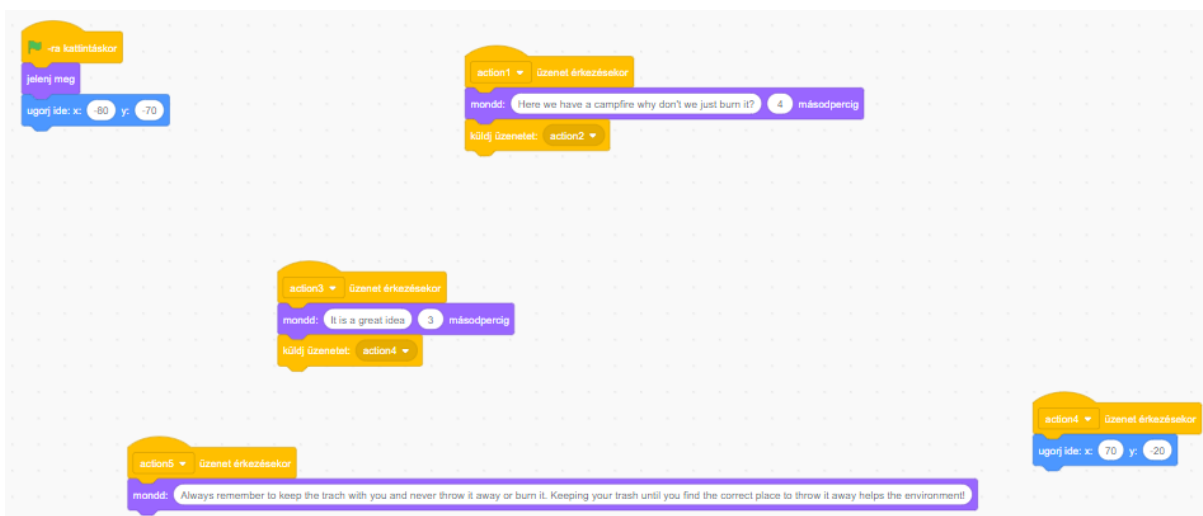 -ra kattintáskor
jelenj meg
ugorj ide: x: -80 y: -70
action1 üzenet érkezésekor
mondd: Here we have a campfire why don't we just burn it? 4 másodpercig
küldj üzenetet: action2
action3 üzenet érkezésekor
mondd: It is a great idea 3 másodpercig
küldj üzenetet: action4
action4 üzenet érkezésekor
ugorj ide: x: 70 y: -20
action5 üzenet érkezésekor
mondd: Always remember to keep the trach with you and never throw it away or burn it. Keeping your trash until you find the correct place to throw it away helps the environment!